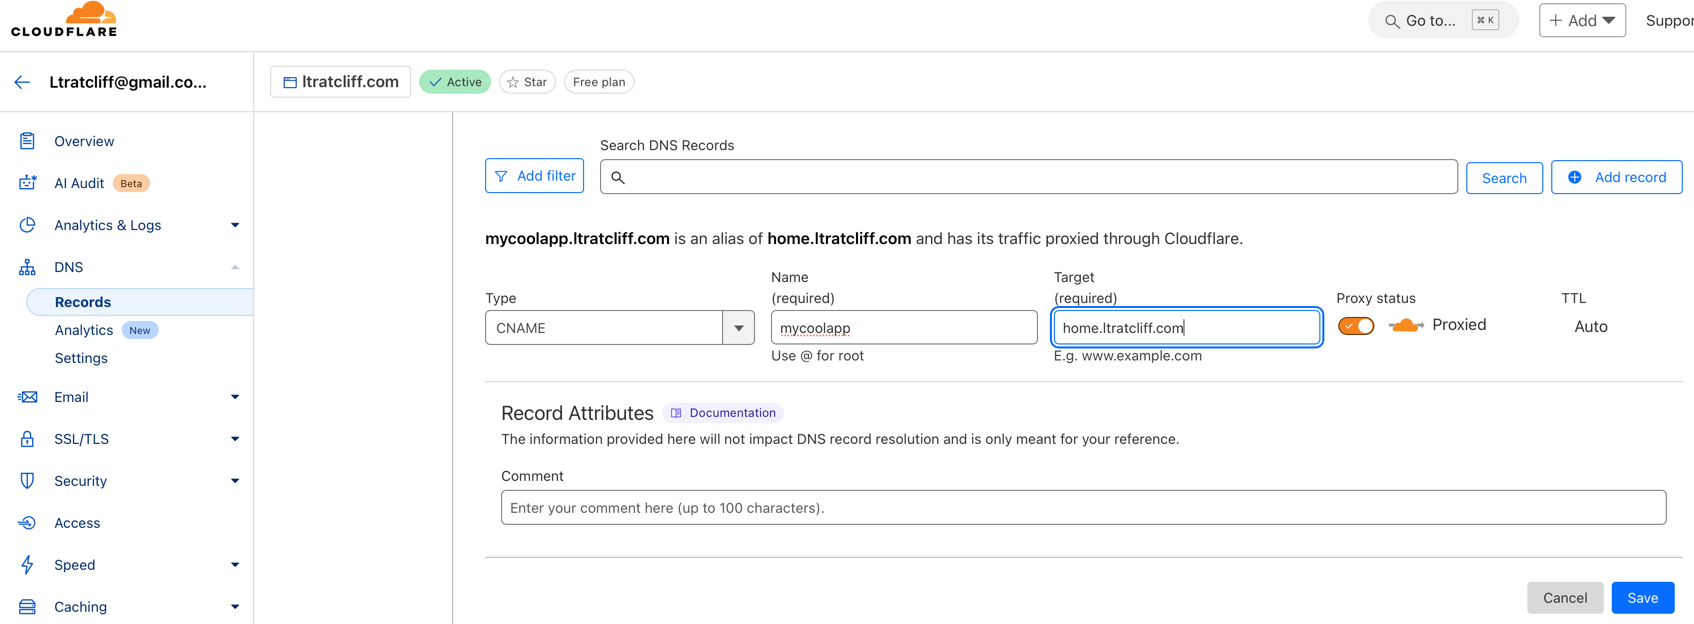 CLOUDFLARE
Go to... ⌘ K
+ Add
Ltratcliff@gmail.co...
ltratcliff.com
Active
Star
Free plan
Overview
AI Audit Beta
Analytics & Logs
DNS
Records
Analytics New
Settings
Email
SSL/TLS
Security
Access
Speed
Caching
Search DNS Records
Add filter
Search
Add record
mycoolapp.ltratcliff.com is an alias of home.ltratcliff.com and has its traffic proxied through Cloudflare.
Type
CNAME
Name
(required)
mycoolapp
Use @ for root
Target
(required)
home.ltratcliff.com
E.g. www.example.com
Proxy status
Proxied
TTL
Auto
Record Attributes Documentation
The information provided here will not impact DNS record resolution and is only meant for your reference.
Comment
Enter your comment here (up to 100 characters).
Cancel
Save